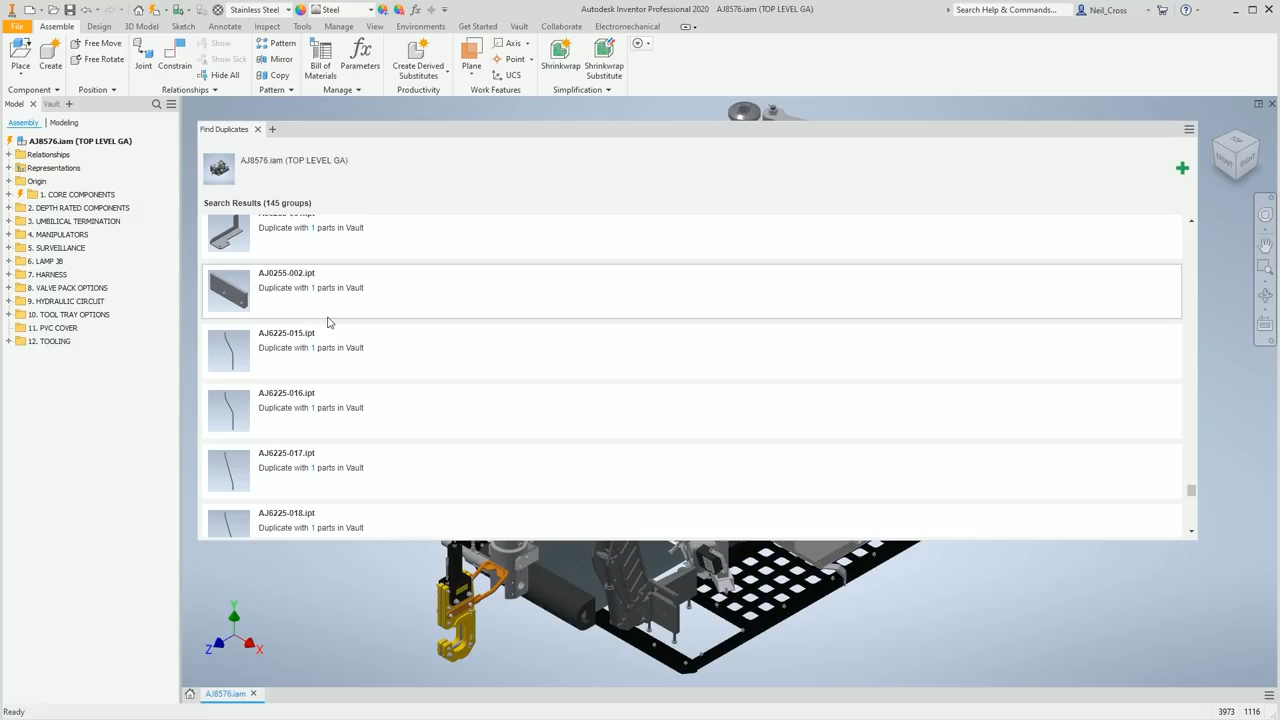 Stainless Steel
Steel
Autodesk Inventor Professional 2020 AJ8576.iam (TOP LEVEL GA)
Search Help & Commands...
Neil_Cross
File
Assemble
Design
3D Model
Sketch
Annotate
Inspect
Tools
Manage
View
Environments
Get Started
Vault
Collaborate
Electromechanical
Place
Create
Free Move
Free Rotate
Joint
Constrain
Show
Show Sick
Hide All
Pattern
Mirror
Copy
Bill of
Materials
Parameters
Create Derived
Substitutes
Plane
Axis
Point
UCS
Shrinkwrap
Shrinkwrap
Substitute
Component
Position
Relationships
Pattern
Manage
Productivity
Work Features
Simplification
Model
Vault
Assembly
Modeling
AJ8576.iam (TOP LEVEL GA)
Relationships
Representations
Origin
1. CORE COMPONENTS
2. DEPTH RATED COMPONENTS
3. UMBILICAL TERMINATION
4. MANIPULATORS
5. SURVEILLANCE
6. LAMP JB
7. HARNESS
8. VALVE PACK OPTIONS
9. HYDRAULIC CIRCUIT
10. TOOL TRAY OPTIONS
11. PVC COVER
12. TOOLING
Find Duplicates
AJ8576.iam (TOP LEVEL GA)
Search Results (145 groups)
Duplicate with 1 parts in Vault
AJ0255-002.ipt
Duplicate with 1 parts in Vault
AJ6225-015.ipt
Duplicate with 1 parts in Vault
AJ6225-016.ipt
Duplicate with 1 parts in Vault
AJ6225-017.ipt
Duplicate with 1 parts in Vault
AJ6225-018.ipt
Duplicate with 1 parts in Vault
FRONT
RIGHT
Y
Z
X
AJ8576.iam
Ready
3973
1116